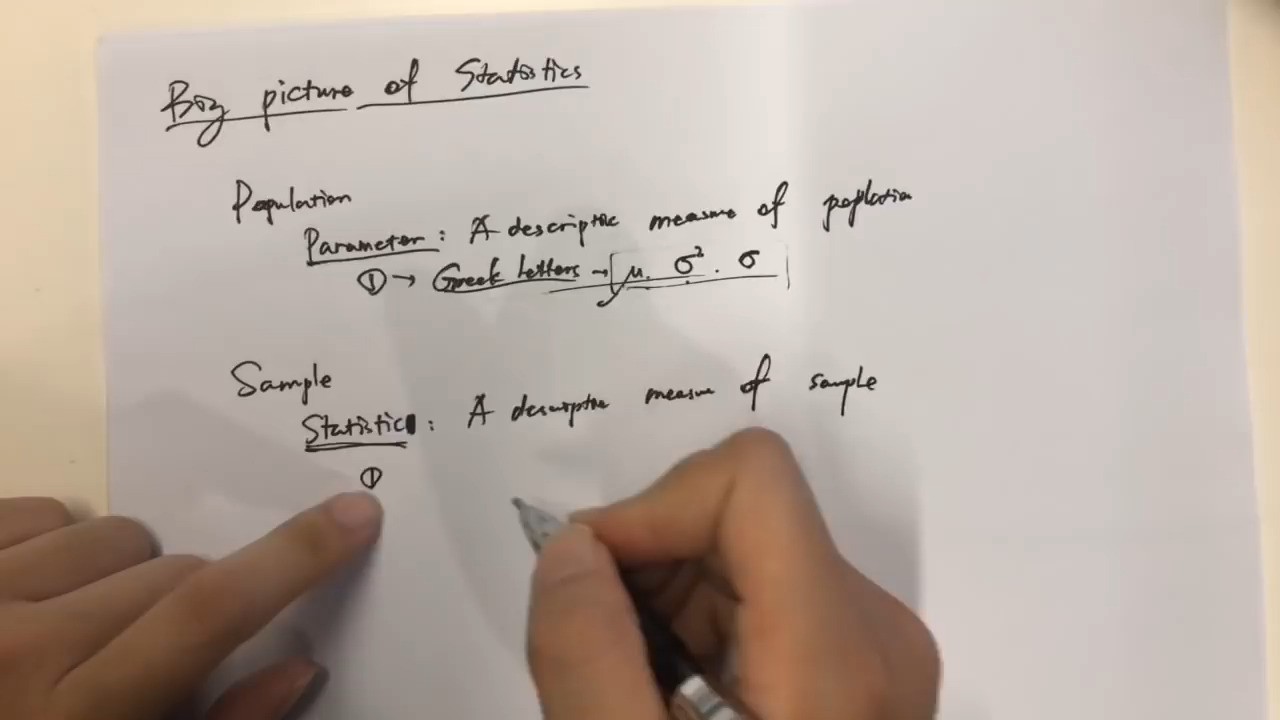 Big picture of Statistics
Population
Parameter : A descriptive measure of poplation
① → Greek Letters → μ. σ². σ
Sample
Statistic : A descriptive measure of sample
①